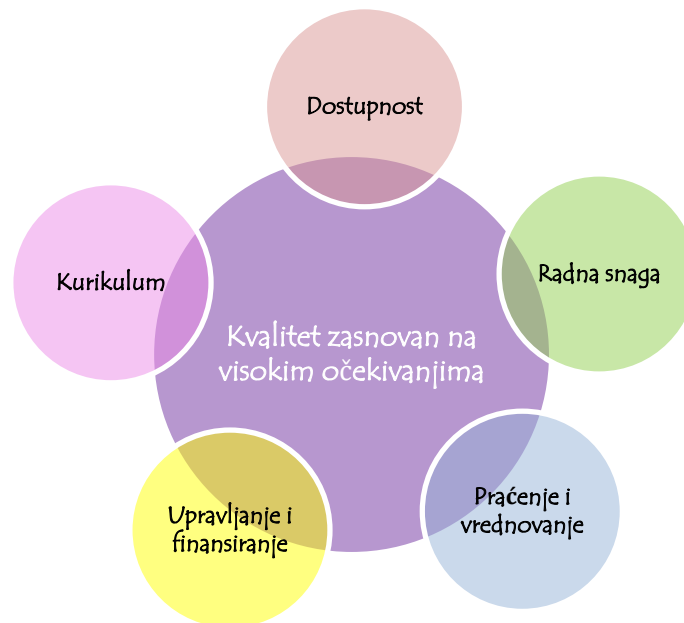 Dostupnost
Radna snaga
Kurikulum
Kvalitet zasnovan na
visokim očekivanjima
Praćenje i
vrednovanje
Upravljanje i
finansiranje